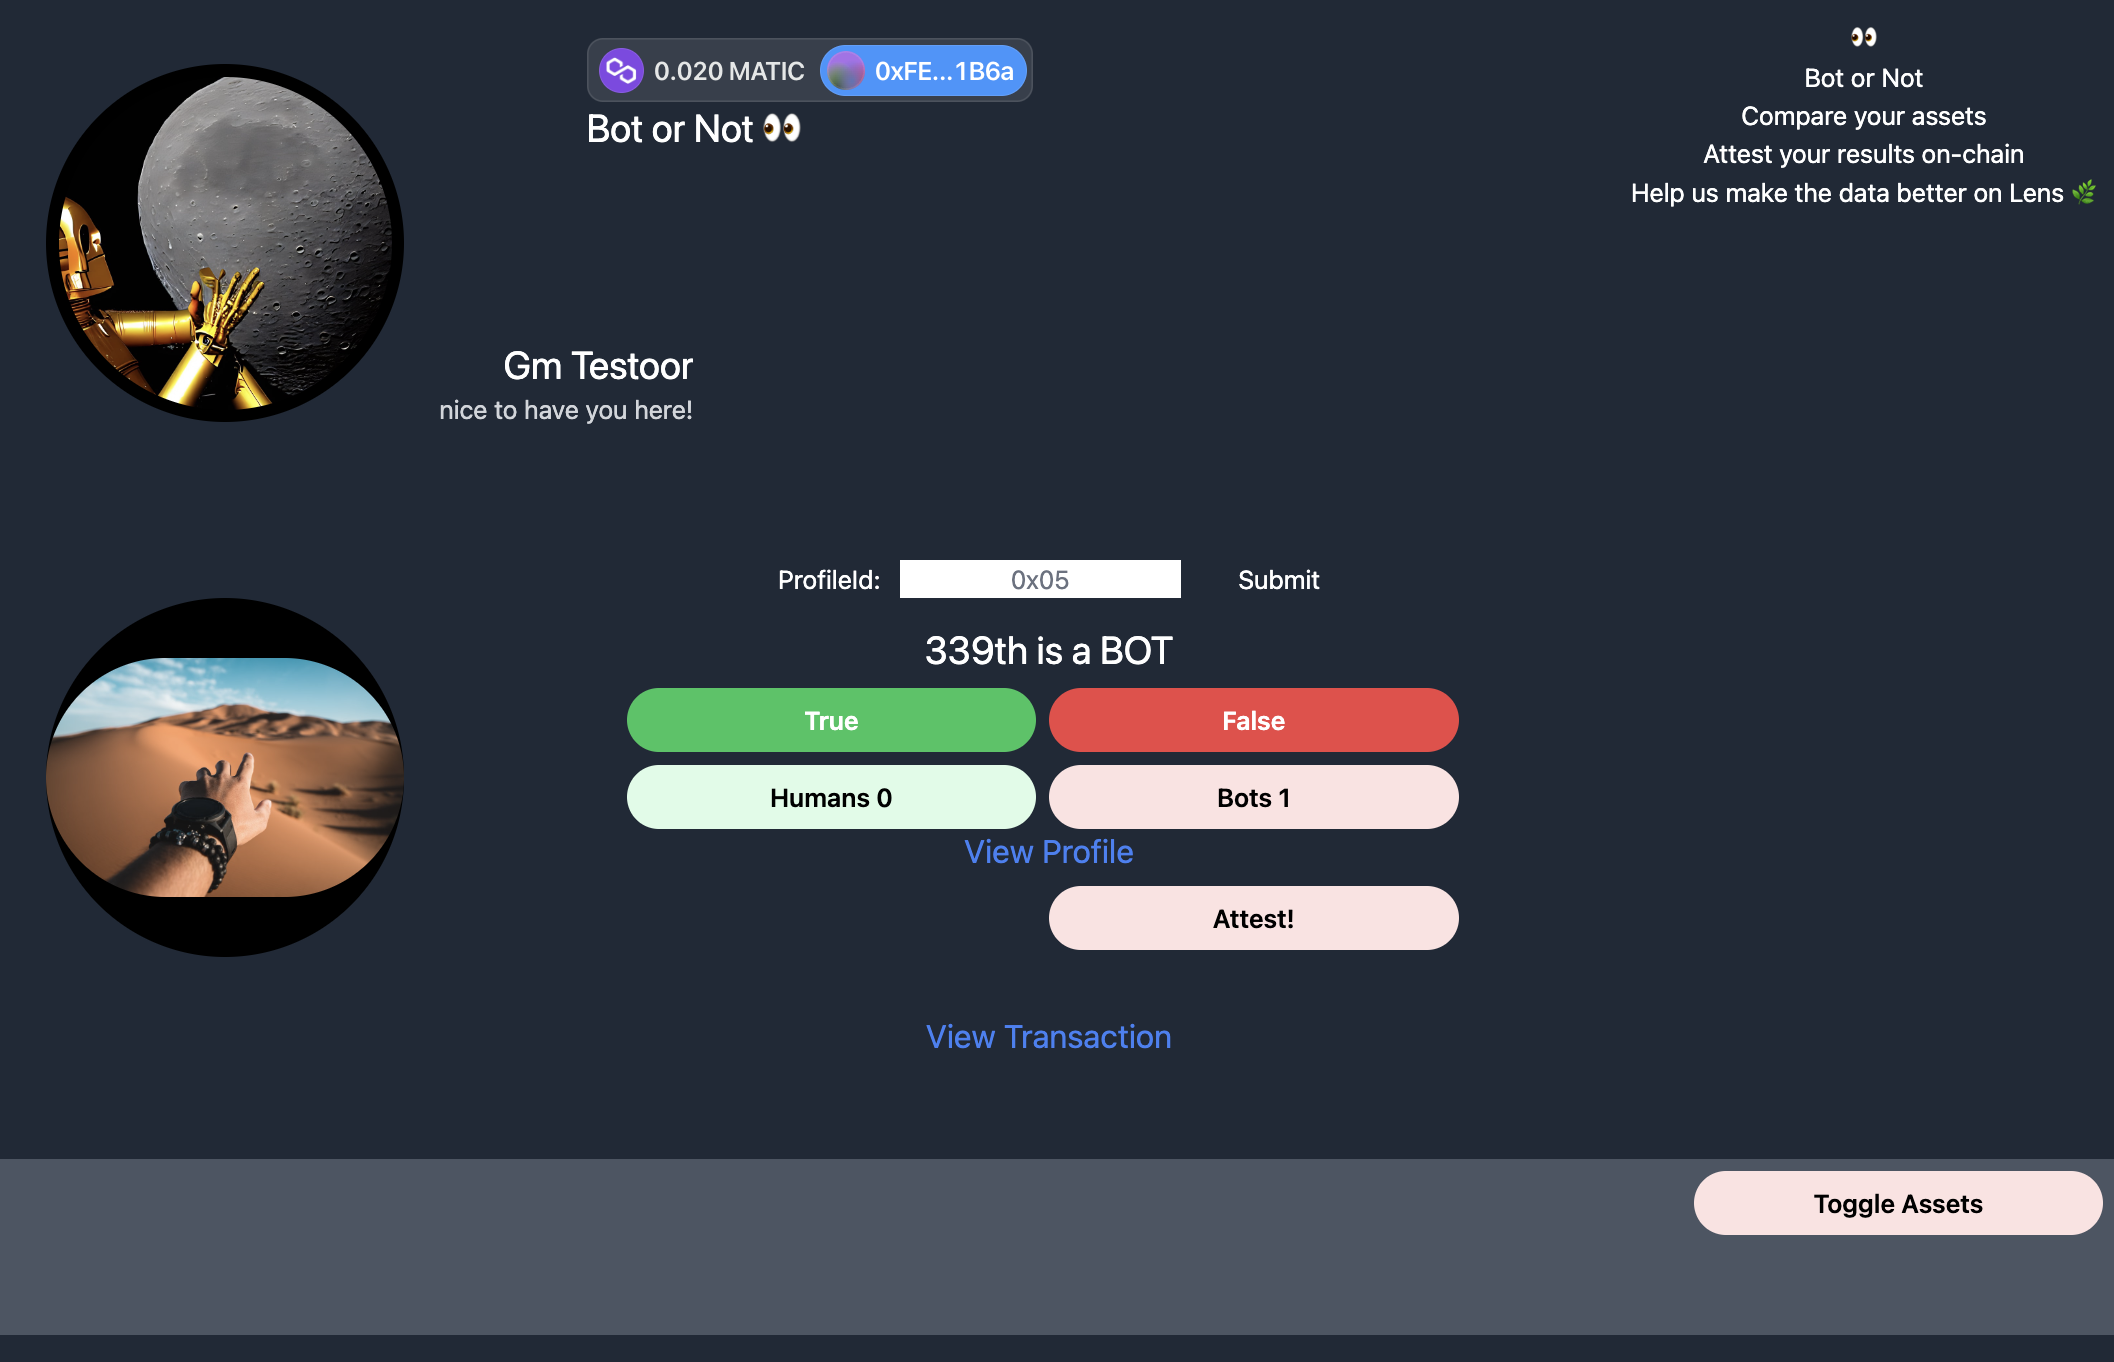 0.020 MATIC 0xFE...1B6a
Bot or Not 👀
👀
Bot or Not
Compare your assets
Attest your results on-chain
Help us make the data better on Lens 🌿
Gm Testoor
nice to have you here!
ProfileId: 0x05 Submit
339th is a BOT
True False
Humans 0 Bots 1
View Profile
Attest!
View Transaction
Toggle Assets